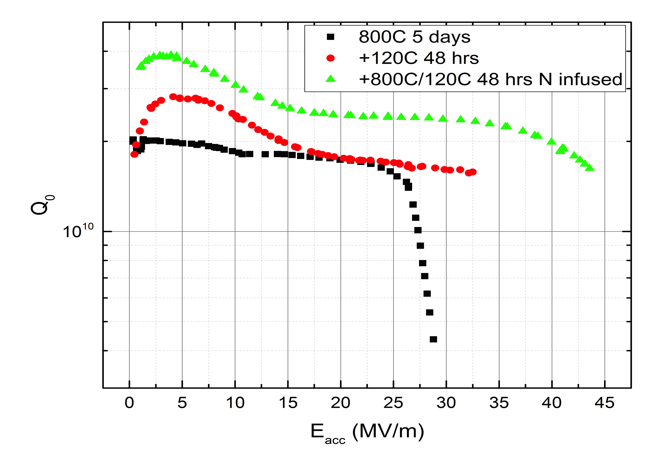 800C 5 days
+120C 48 hrs
+800C/120C 48 hrs N infused
Q0
10^10
0 5 10 15 20 25 30 35 40 45
Eacc (MV/m)